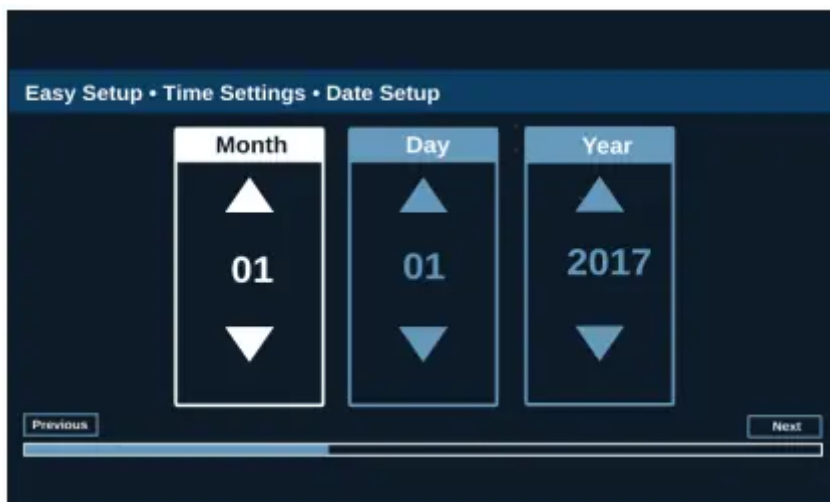 Easy Setup • Time Settings • Date Setup
Month Day Year
01 01 2017
Previous Next